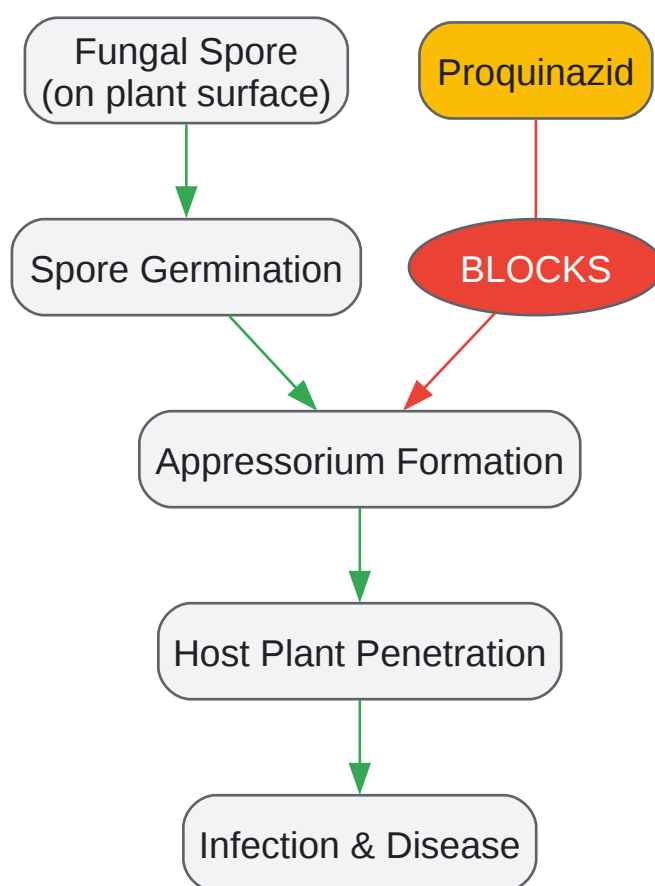 Fungal Spore
(on plant surface)
Proquinazid
Spore Germination
BLOCKS
Appressorium Formation
Host Plant Penetration
Infection & Disease